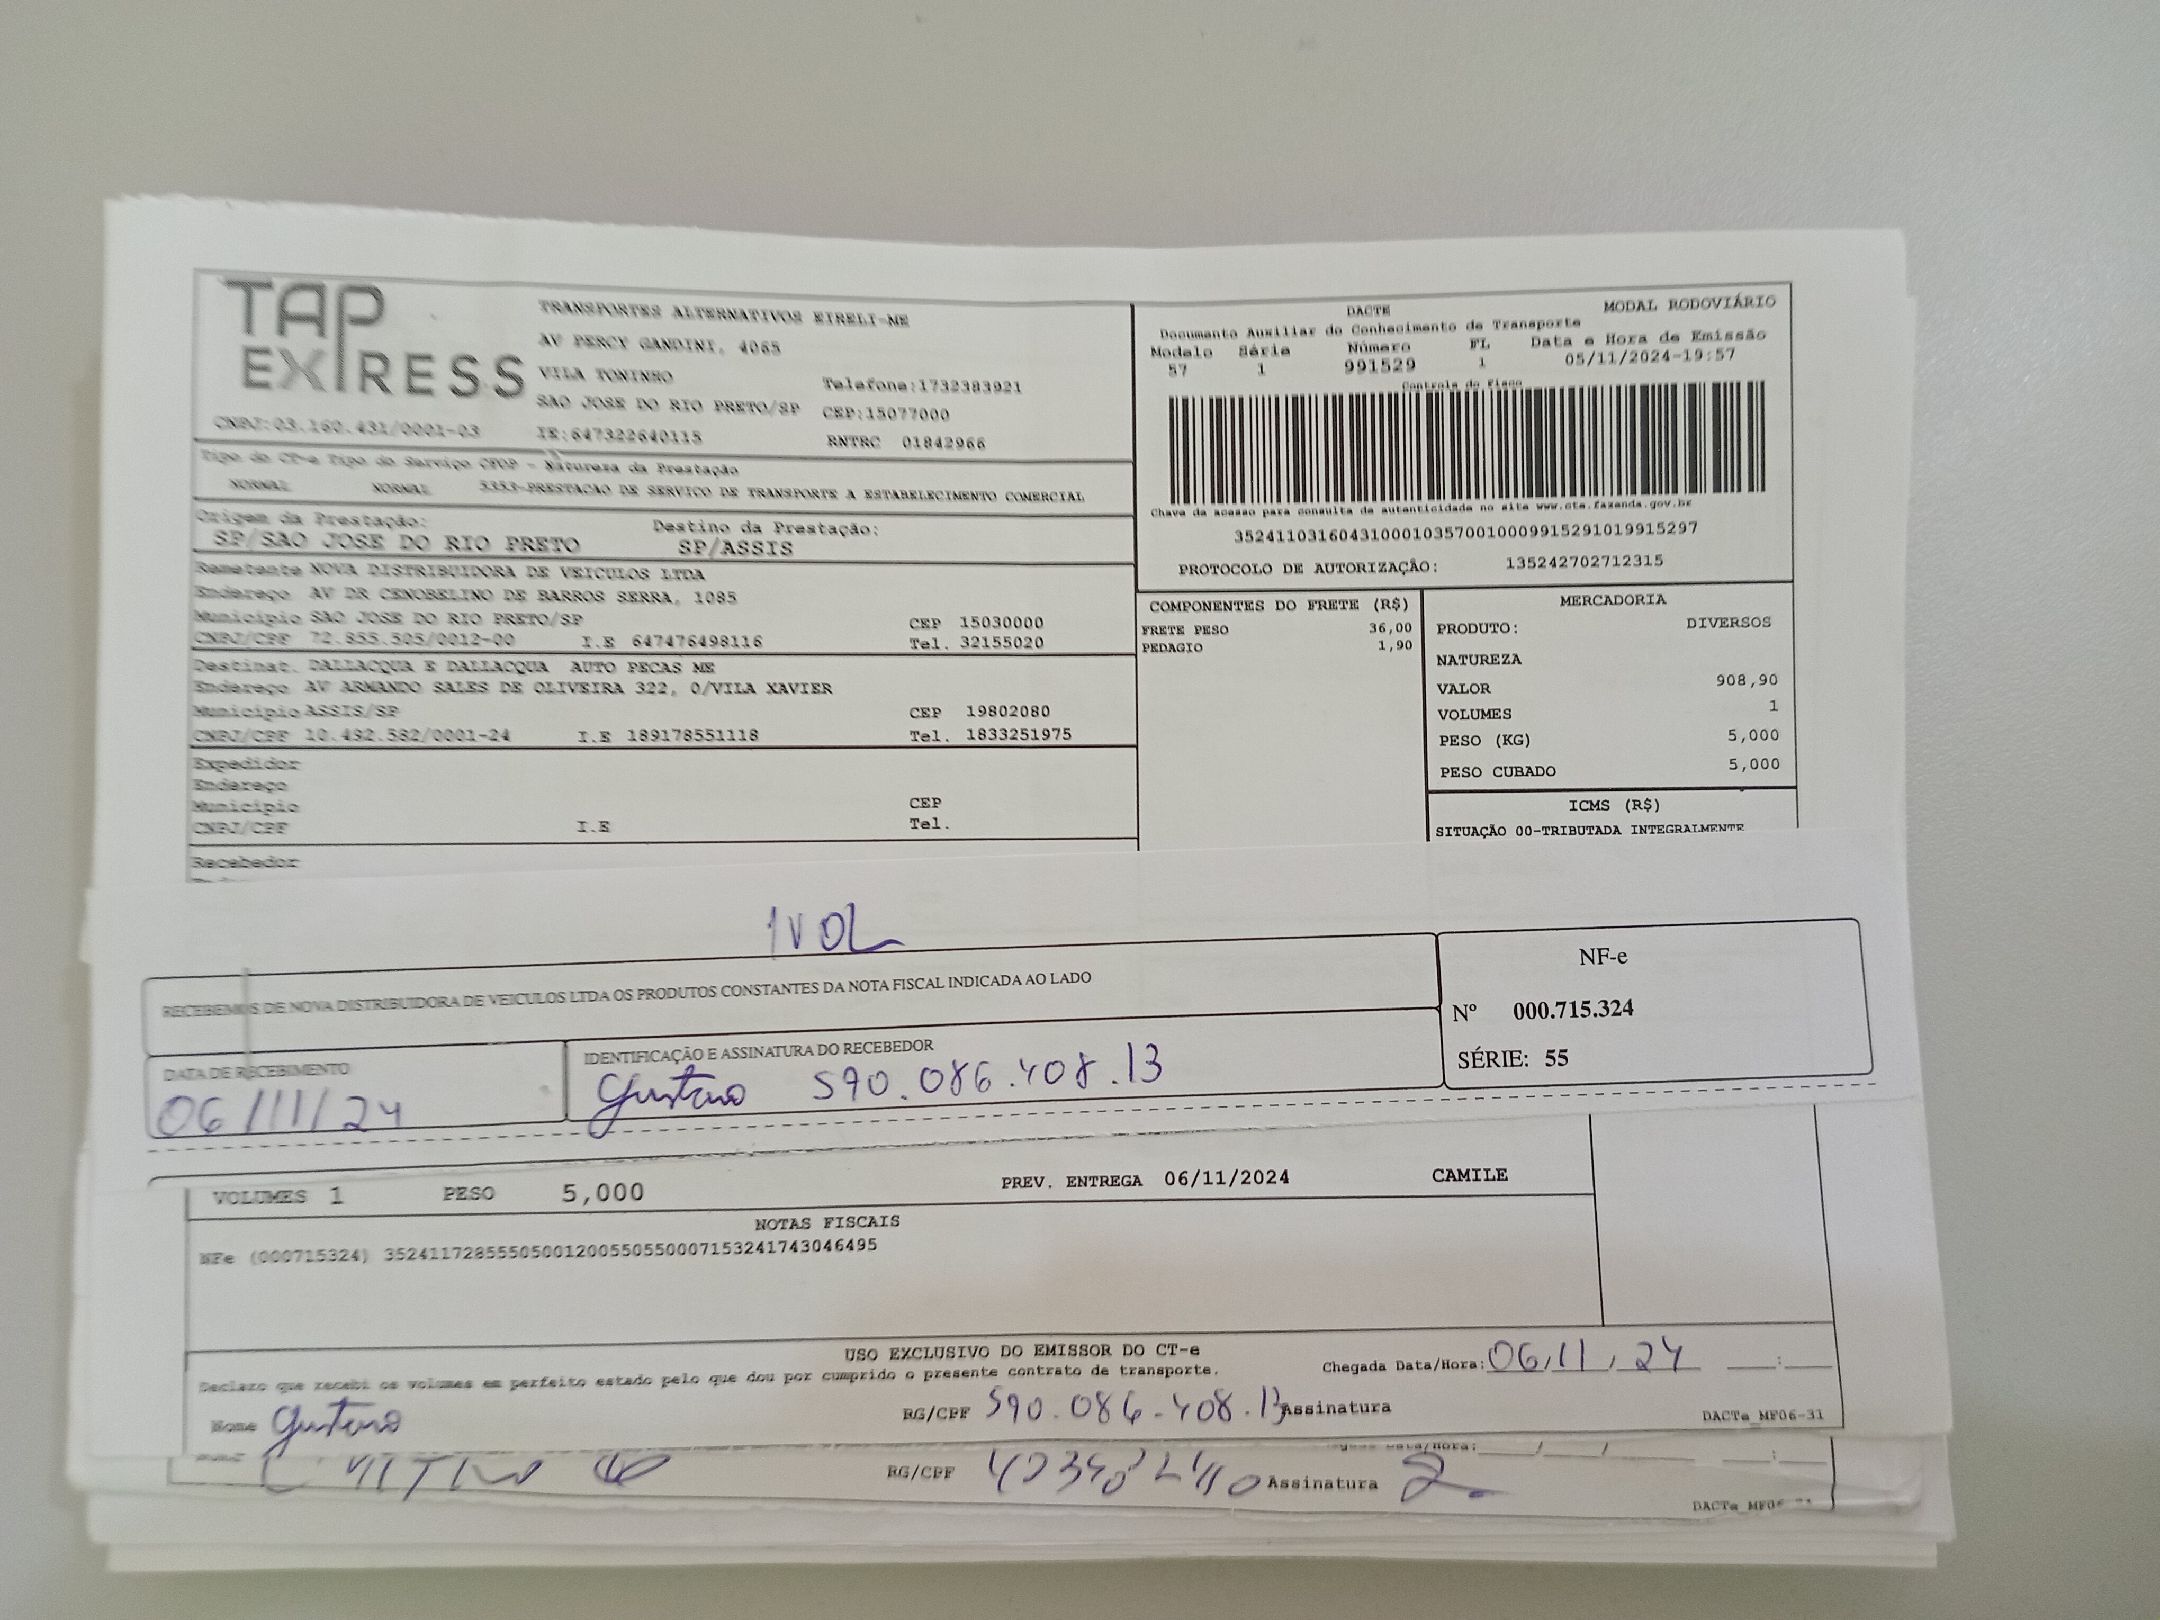 TAP EXPRESS
TRANSPORTES ALTERNATIVOS EIRELI-ME
AV PERCY GANDINI, 4065
VILA TONINHO
Telefone:1732383921
SAO JOSE DO RIO PRETO/SP CEP:15077000
CNPJ:03.160.431/0001-03 IE:647322640115 RNTRC 01842966
Tipo do CT-e Tipo do Serviço CFOP - Natureza da Prestação
NORMAL NORMAL 5353-PRESTACAO DE SERVICO DE TRANSPORTE A ESTABELECIMENTO COMERCIAL
Origem da Prestação: Destino da Prestação:
SP/SAO JOSE DO RIO PRETO SP/ASSIS
Remetente NOVA DISTRIBUIDORA DE VEICULOS LTDA
Endereço AV DR CENOBELINO DE BARROS SERRA, 1085
Município SAO JOSE DO RIO PRETO/SP CEP 15030000
CNPJ/CPF 72.855.505/0012-00 I.E 647476498116 Tel. 32155020
Destinat. DALLACQUA E DALLACQUA AUTO PECAS ME
Endereço AV ARMANDO SALES DE OLIVEIRA 322, 0/VILA XAVIER
Município ASSIS/SP CEP 19802080
CNPJ/CPF 10.492.582/0001-24 I.E 189178551118 Tel. 1833251975
Expedidor
Endereço
Município CEP
CNPJ/CPF I.E Tel.
Recebedor
DACTE MODAL RODOVIÁRIO
Documento Auxiliar do Conhecimento de Transporte
Modelo Série Número FL Data e Hora de Emissão
57 1 991529 1 05/11/2024-19:57
Controle do Fisco
Chave de acesso para consulta de autenticidade no site www.cte.fazenda.gov.br
35241103160431000103570010009915291019915297
PROTOCOLO DE AUTORIZAÇÃO: 135242702712315
COMPONENTES DO FRETE (R$)
FRETE PESO 36,00
PEDAGIO 1,90
MERCADORIA
PRODUTO: DIVERSOS
NATUREZA
VALOR 908,90
VOLUMES 1
PESO (KG) 5,000
PESO CUBADO 5,000
ICMS (R$)
SITUAÇÃO 00-TRIBUTADA INTEGRALMENTE
1 VOL
RECEBEMOS DE NOVA DISTRIBUIDORA DE VEICULOS LTDA OS PRODUTOS CONSTANTES DA NOTA FISCAL INDICADA AO LADO
DATA DE RECEBIMENTO
06/11/24
IDENTIFICAÇÃO E ASSINATURA DO RECEBEDOR
Gustavo 590.086.408.13
NF-e
Nº 000.715.324
SÉRIE: 55
VOLUMES 1 PESO 5,000 PREV. ENTREGA 06/11/2024 CAMILE
NOTAS FISCAIS
NFe (000715324) 35241172855505001200550550007153241743046495
USO EXCLUSIVO DO EMISSOR DO CT-e
Declaro que recebi os volumes em perfeito estado pelo que dou por cumprido o presente contrato de transporte.
Chegada Data/Hora: 06/11/24 __:__
Nome Gustavo RG/CPF 590.086.408.13 Assinatura
DACTe_MF06-31
RG/CPF Assinatura